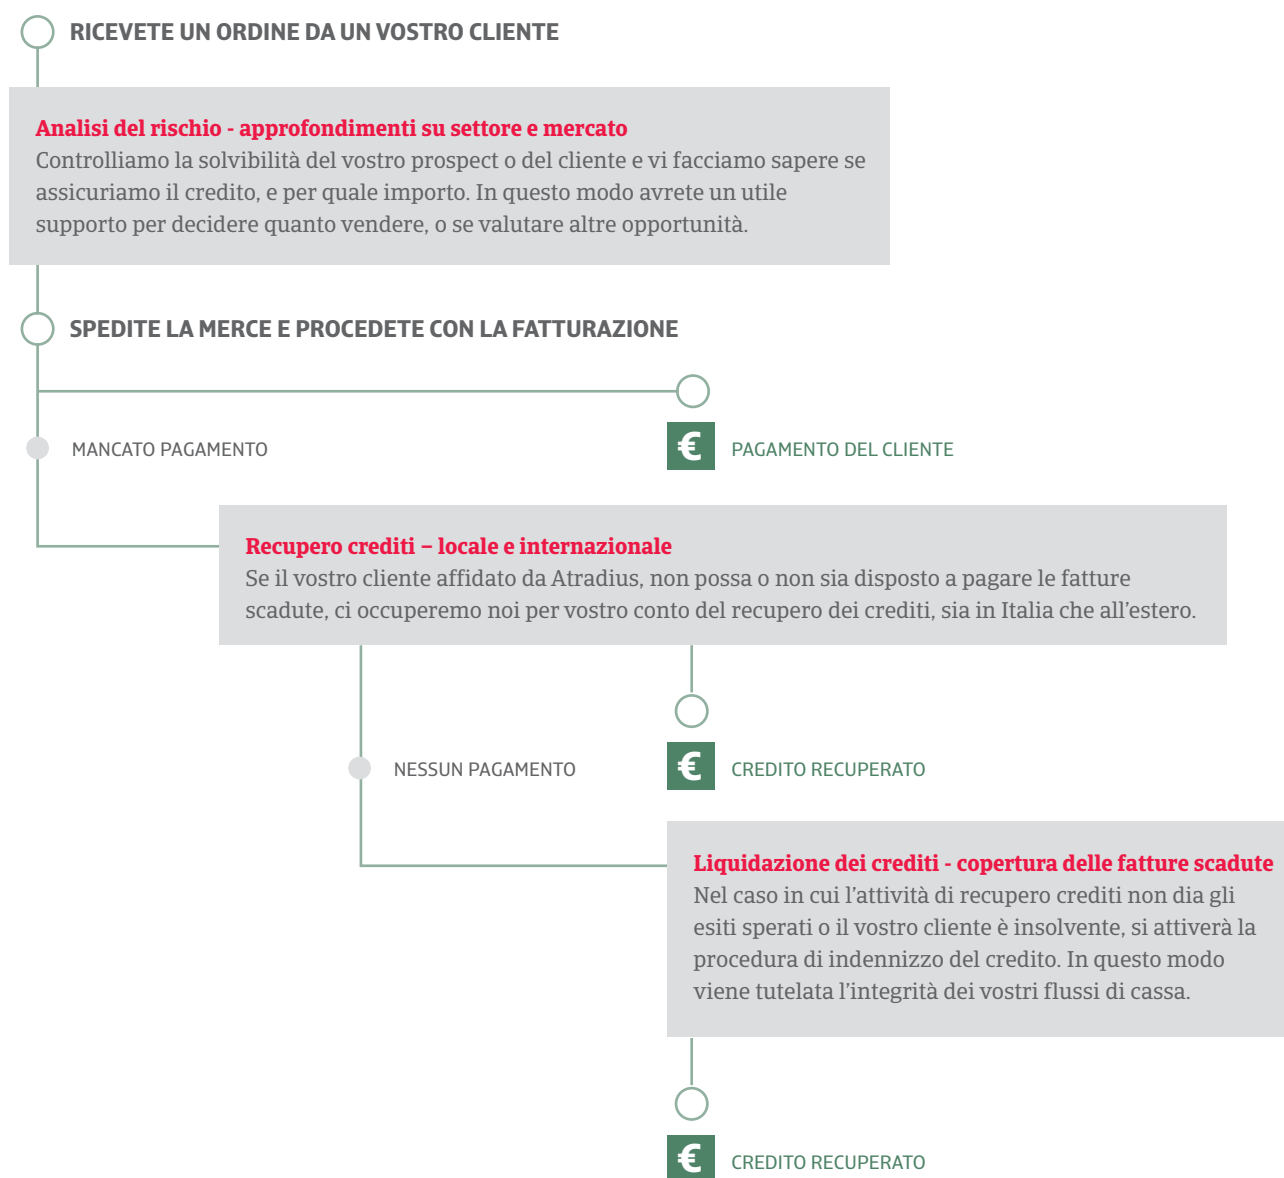 RICEVETE UN ORDINE DA UN VOSTRO CLIENTE
Analisi del rischio - approfondimenti su settore e mercato
Controlliamo la solvibilità del vostro prospect o del cliente e vi facciamo sapere se
assicuriamo il credito, e per quale importo. In questo modo avrete un utile
supporto per decidere quanto vendere, o se valutare altre opportunità.
SPEDITE LA MERCE E PROCEDETE CON LA FATTURAZIONE
MANCATO PAGAMENTO
€ PAGAMENTO DEL CLIENTE
Recupero crediti – locale e internazionale
Se il vostro cliente affidato da Atradius, non possa o non sia disposto a pagare le fatture
scadute, ci occuperemo noi per vostro conto del recupero dei crediti, sia in Italia che all’estero.
NESSUN PAGAMENTO
€ CREDITO RECUPERATO
Liquidazione dei crediti - copertura delle fatture scadute
Nel caso in cui l’attività di recupero crediti non dia gli
esiti sperati o il vostro cliente è insolvente, si attiverà la
procedura di indennizzo del credito. In questo modo
viene tutelata l’integrità dei vostri flussi di cassa.
€ CREDITO RECUPERATO